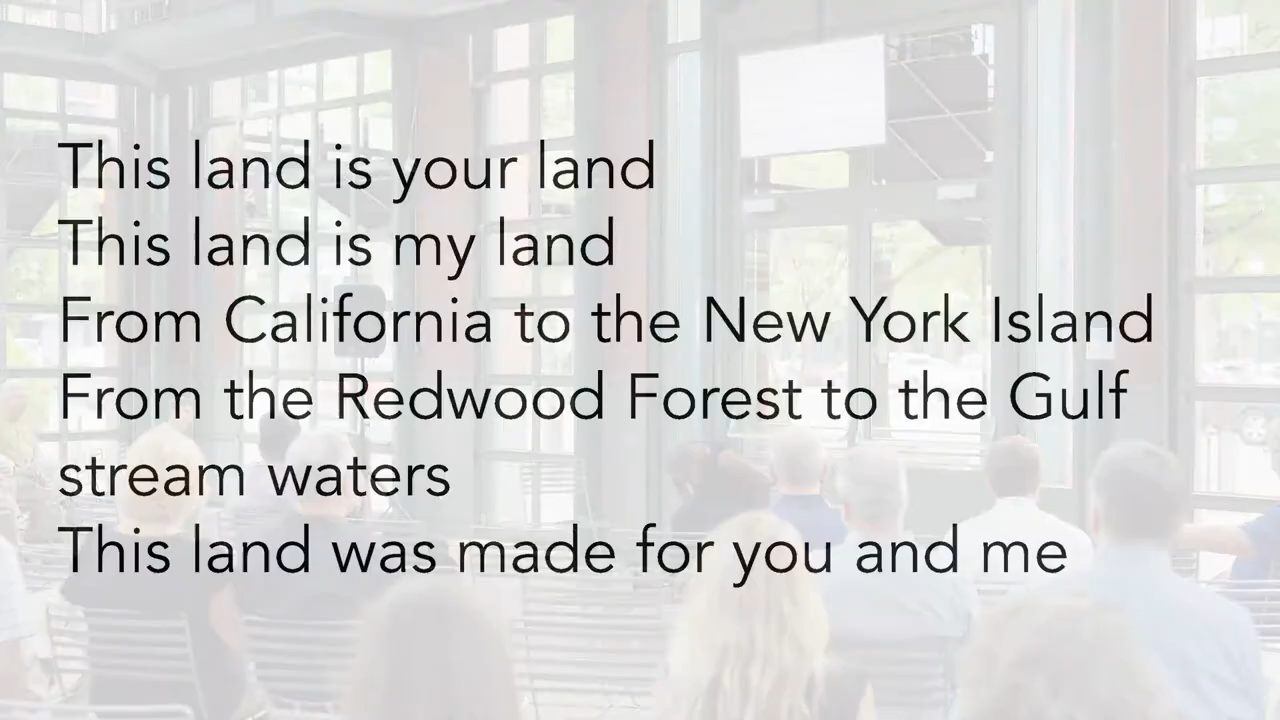 This land is your land
This land is my land
From California to the New York Island
From the Redwood Forest to the Gulf
stream waters
This land was made for you and me